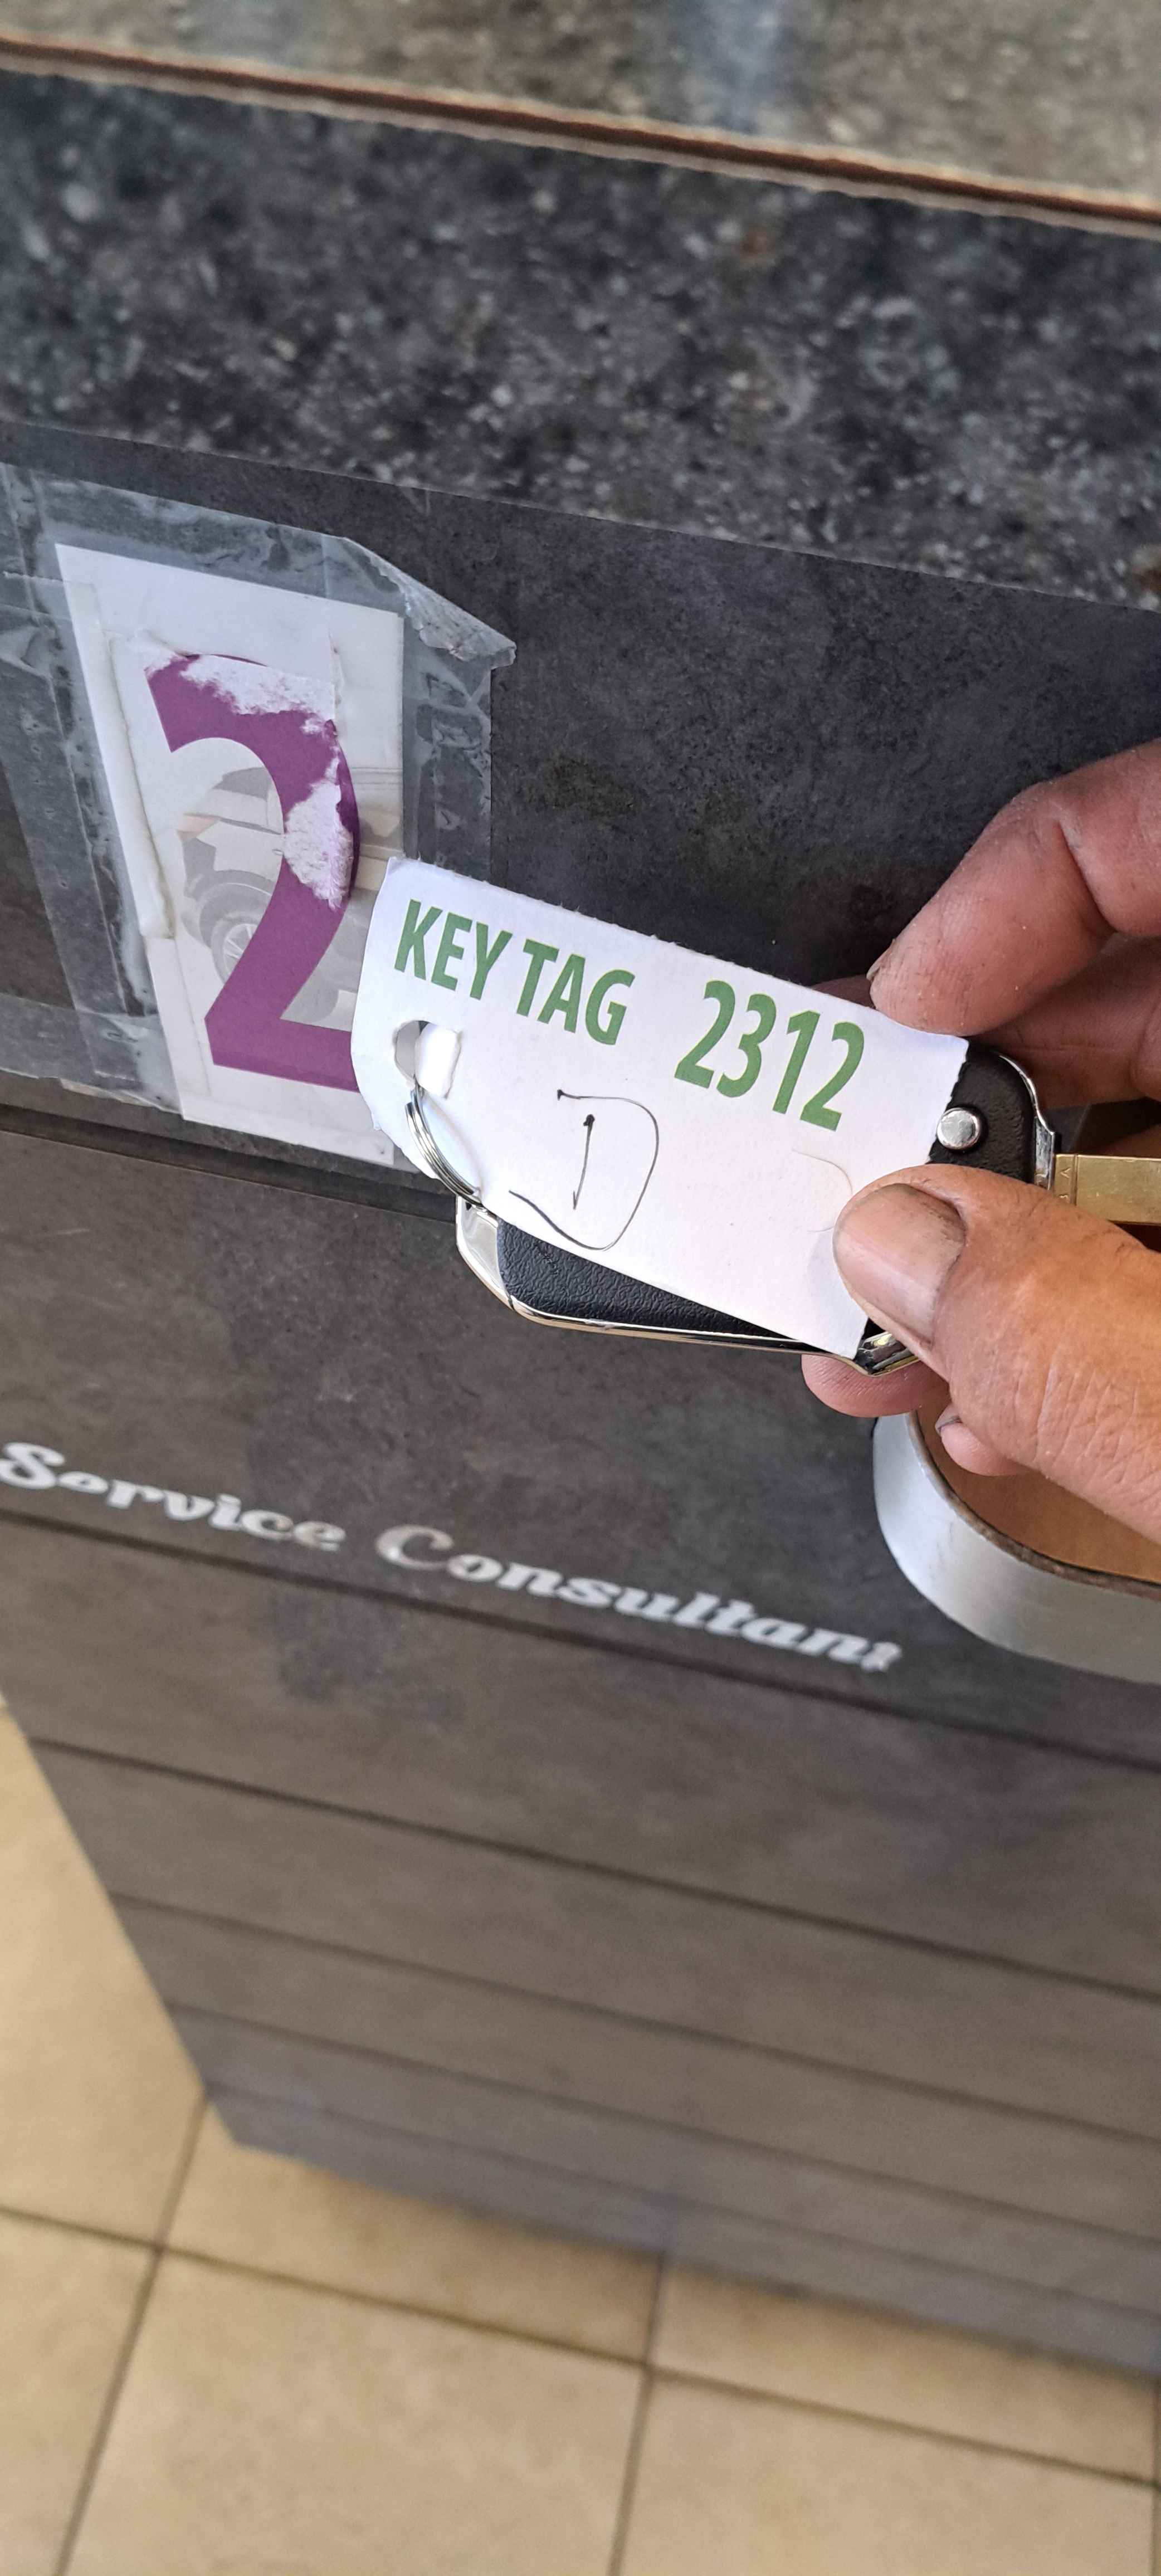 2
KEY TAG 2312
D
Service Consultant